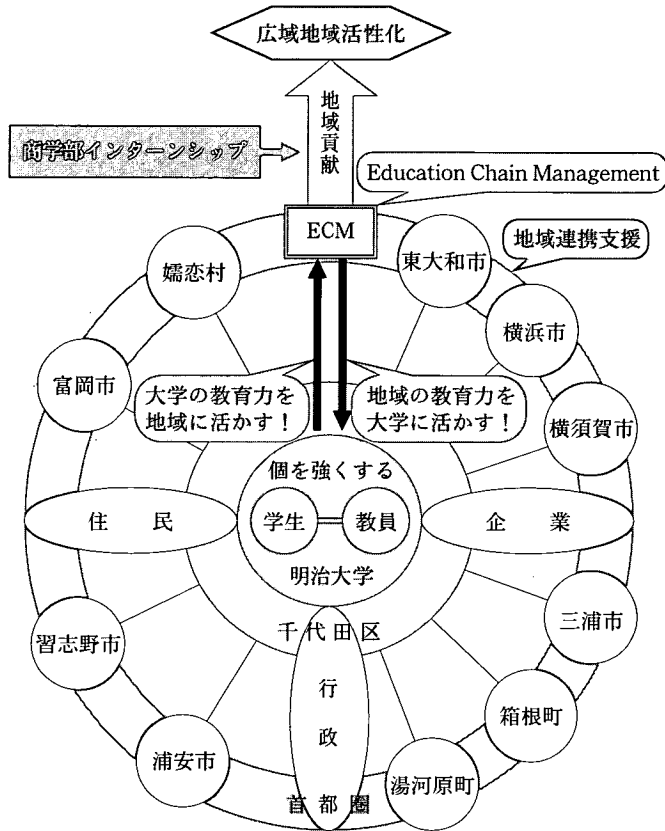 広域地域活性化
地域貢献
商学部インターンシップ
Education Chain Management
ECM
地域連携支援
嬬恋村
東大和市
横浜市
富岡市
横須賀市
大学の教育力を
地域に活かす！
地域の教育力を
大学に活かす！
個を強くする
学生
教員
明治大学
住民
企業
千代田区
行政
首都圏
三浦市
習志野市
箱根町
浦安市
湯河原町